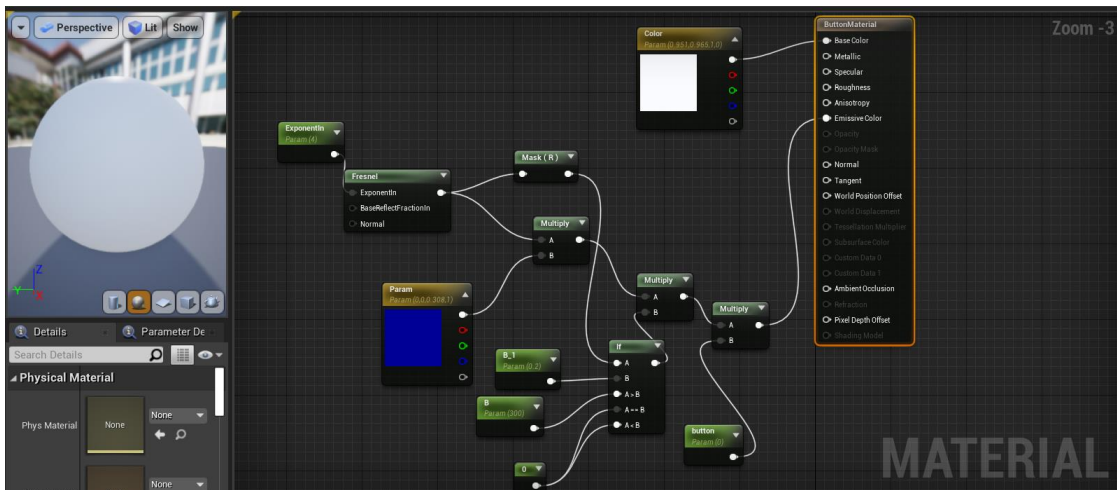 Perspective
Lit
Show
Zoom -3
Z
Y
X
Details
Parameter De
Search Details
Physical Material
Phys Material
None
None
None
ExponentIn
Param (4)
Fresnel
ExponentIn
BaseReflectFractionIn
Normal
Mask ( R )
Multiply
A
B
Param
Param (0,0,0.308,1)
B_1
Param (0.2)
B
Param (300)
0
If
A
B
A > B
A == B
A < B
Multiply
A
B
Multiply
A
B
button
Param (0)
Color
Param (0.951,0.965,1,0)
ButtonMaterial
Base Color
Metallic
Specular
Roughness
Anisotropy
Emissive Color
Opacity
Opacity Mask
Normal
Tangent
World Position Offset
World Displacement
Tessellation Multiplier
Subsurface Color
Custom Data 0
Custom Data 1
Ambient Occlusion
Refraction
Pixel Depth Offset
Shading Model
MATERIAL